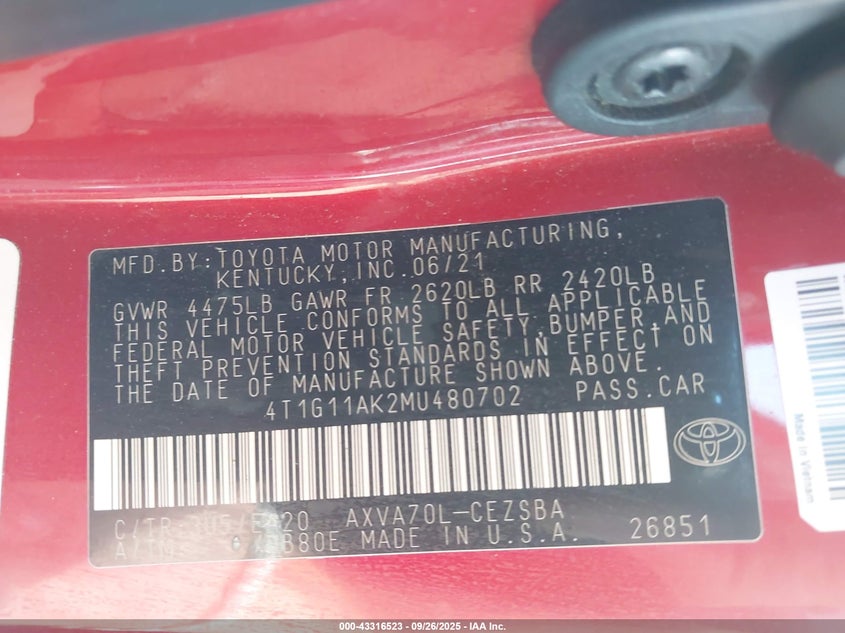 MFD.BY:TOYOTA MOTOR MANUFACTURING,
KENTUCKY,INC.06/21
GVWR 4475LB GAWR FR 2620LB RR 2420LB
THIS VEHICLE CONFORMS TO ALL APPLICABLE
FEDERAL MOTOR VEHICLE SAFETY,BUMPER,AND
THEFT PREVENTION STANDARDS IN EFFECT ON
THE DATE OF MANUFACTURE SHOWN ABOVE.
4T1G11AK2MU480702 PASS.CAR
C/TR: AXVA70L-CEZSBA
MADE IN U.S.A. 26851
Made in Vietnam
000-43316523 - 09/26/2025 - IAA Inc.